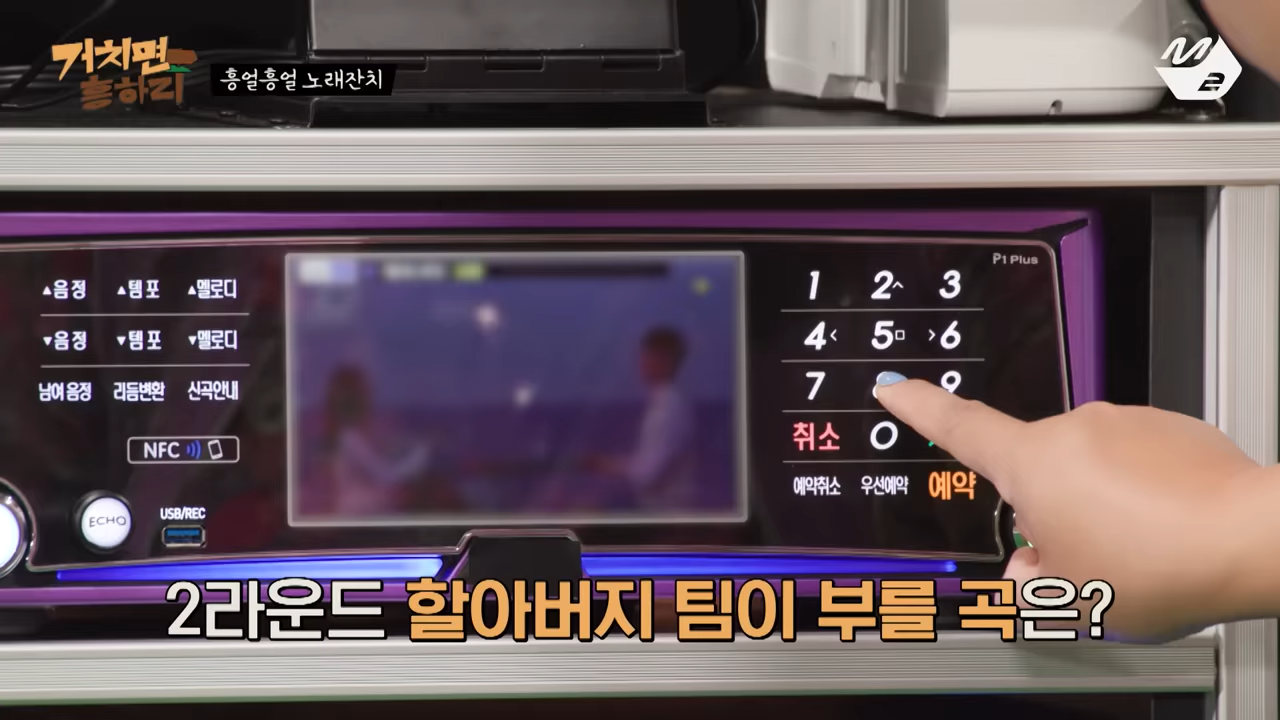 거치면
흥하리
흥얼흥얼 노래잔치
M2
P1 Plus
▲음정 ▲템포 ▲멜로디
▼음정 ▼템포 ▼멜로디
남여음정 리듬변환 신곡안내
NFC
ECHO
USB/REC
1 2^ 3
4< 5□ >6
7 9
취소 0
예약취소 우선예약 예약
2라운드 할아버지 팀이 부를 곡은?